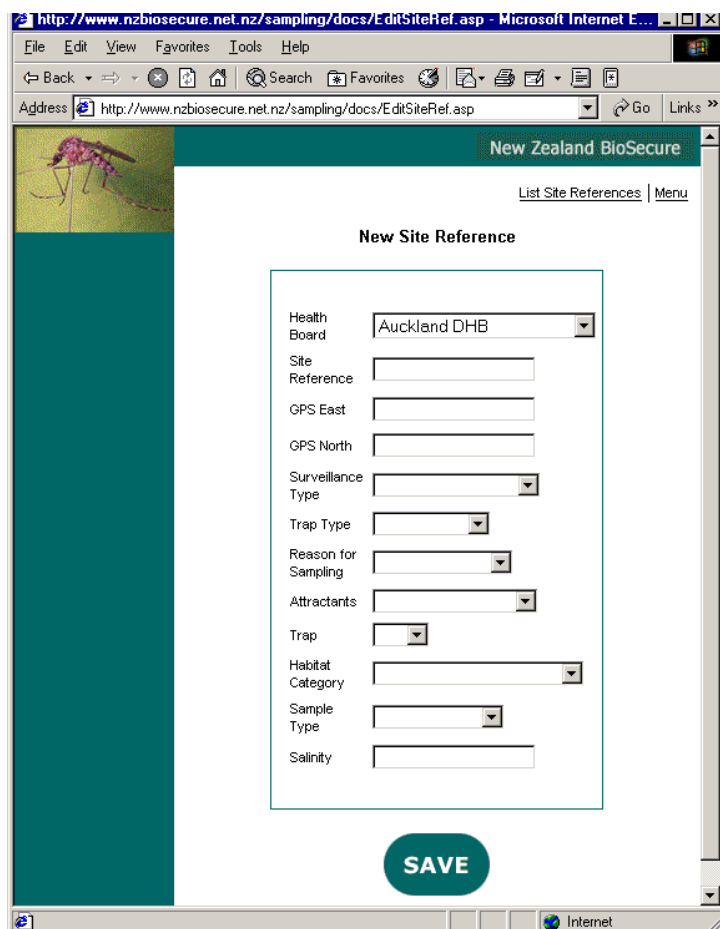 http://www.nzbiosecure.net.nz/sampling/docs/EditSiteRef.asp - Microsoft Internet E...
File Edit View Favorites Tools Help
Back Search Favorites
Address http://www.nzbiosecure.net.nz/sampling/docs/EditSiteRef.asp Go Links »
New Zealand BioSecure
List Site References | Menu
New Site Reference
Health
Board
Auckland DHB
Site
Reference
GPS East
GPS North
Surveillance
Type
Trap Type
Reason for
Sampling
Attractants
Trap
Habitat
Category
Sample
Type
Salinity
SAVE
Internet